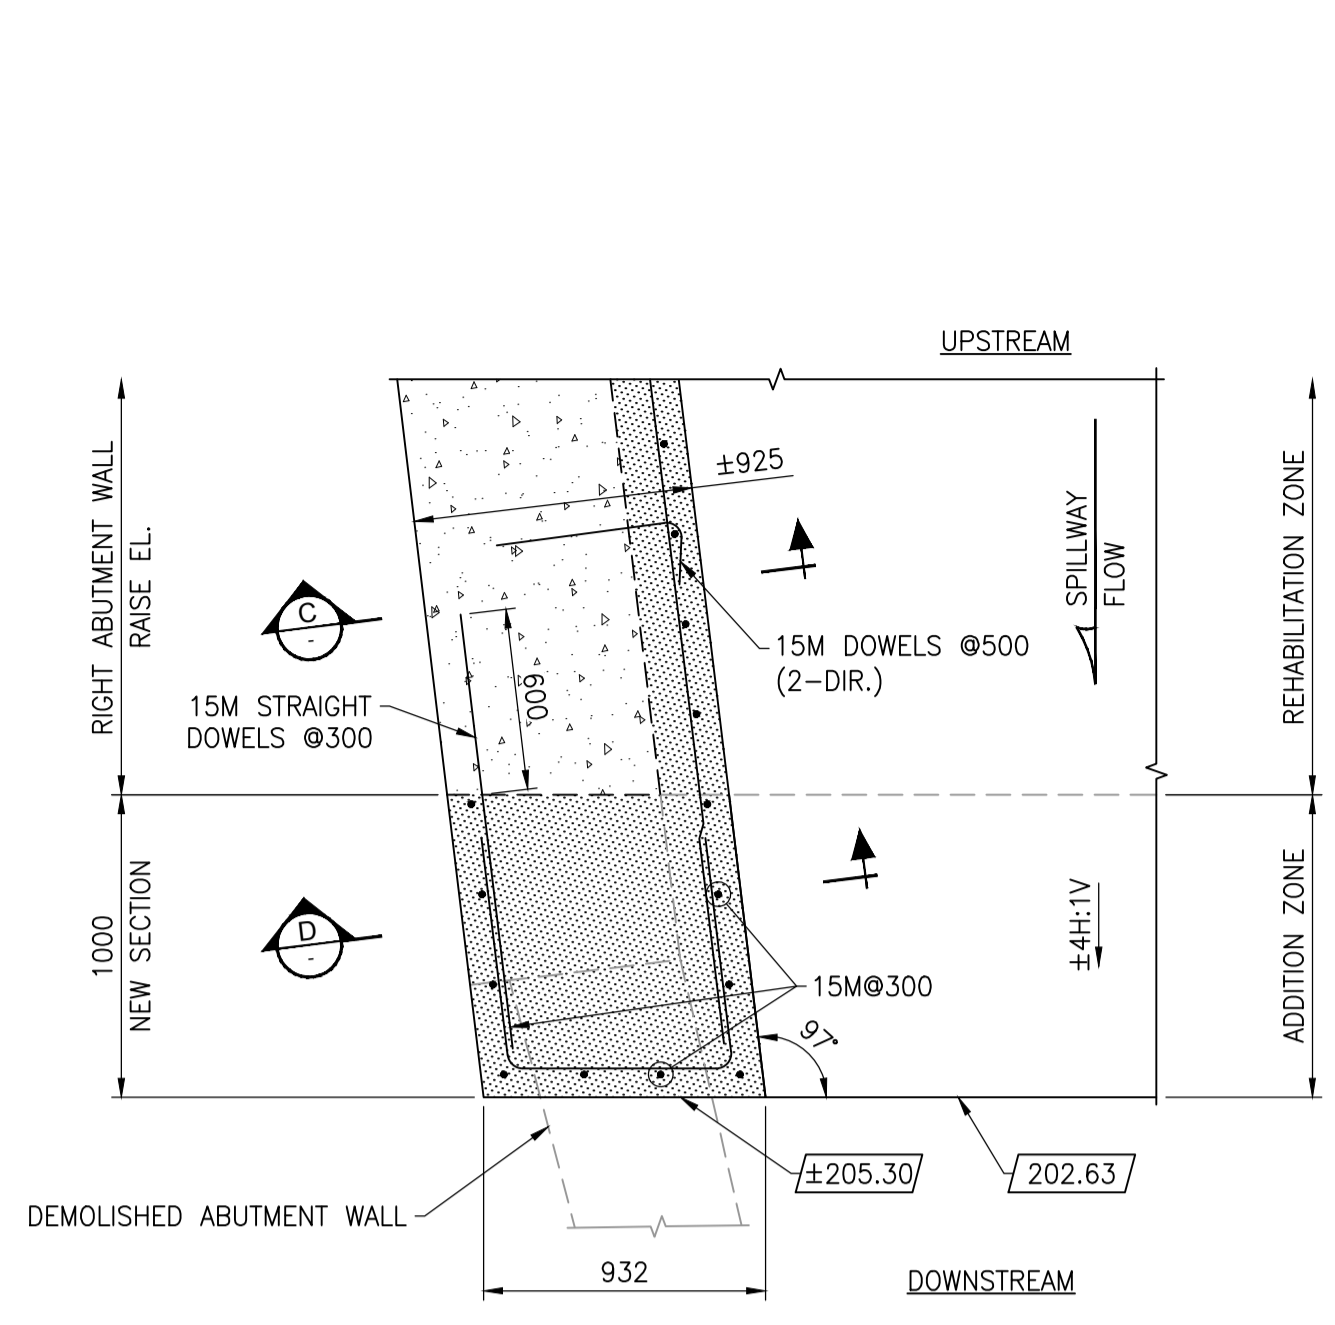 UPSTREAM
RIGHT ABUTMENT WALL
RAISE EL.
±925
SPILLWAY
FLOW
REHABILITATION ZONE
C
-
15M DOWELS @500
(2-DIR.)
600
15M STRAIGHT
DOWELS @300
1000
NEW SECTION
D
-
±4H:1V
ADDITION ZONE
15M@300
97°
±205.30
202.63
DEMOLISHED ABUTMENT WALL
932
DOWNSTREAM